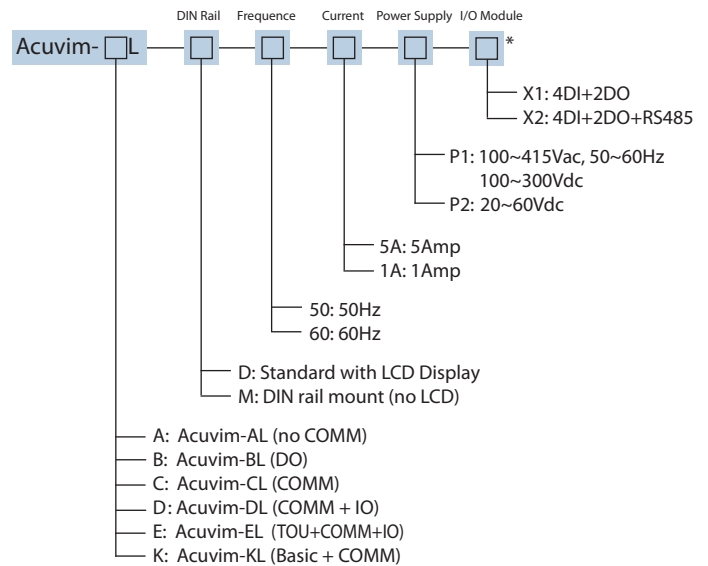 DIN Rail Frequence Current Power Supply I/O Module
Acuvim- L *
X1: 4DI+2DO
X2: 4DI+2DO+RS485
P1: 100~415Vac, 50~60Hz
100~300Vdc
P2: 20~60Vdc
5A: 5Amp
1A: 1Amp
50: 50Hz
60: 60Hz
D: Standard with LCD Display
M: DIN rail mount (no LCD)
A: Acuvim-AL (no COMM)
B: Acuvim-BL (DO)
C: Acuvim-CL (COMM)
D: Acuvim-DL (COMM + IO)
E: Acuvim-EL (TOU+COMM+IO)
K: Acuvim-KL (Basic + COMM)